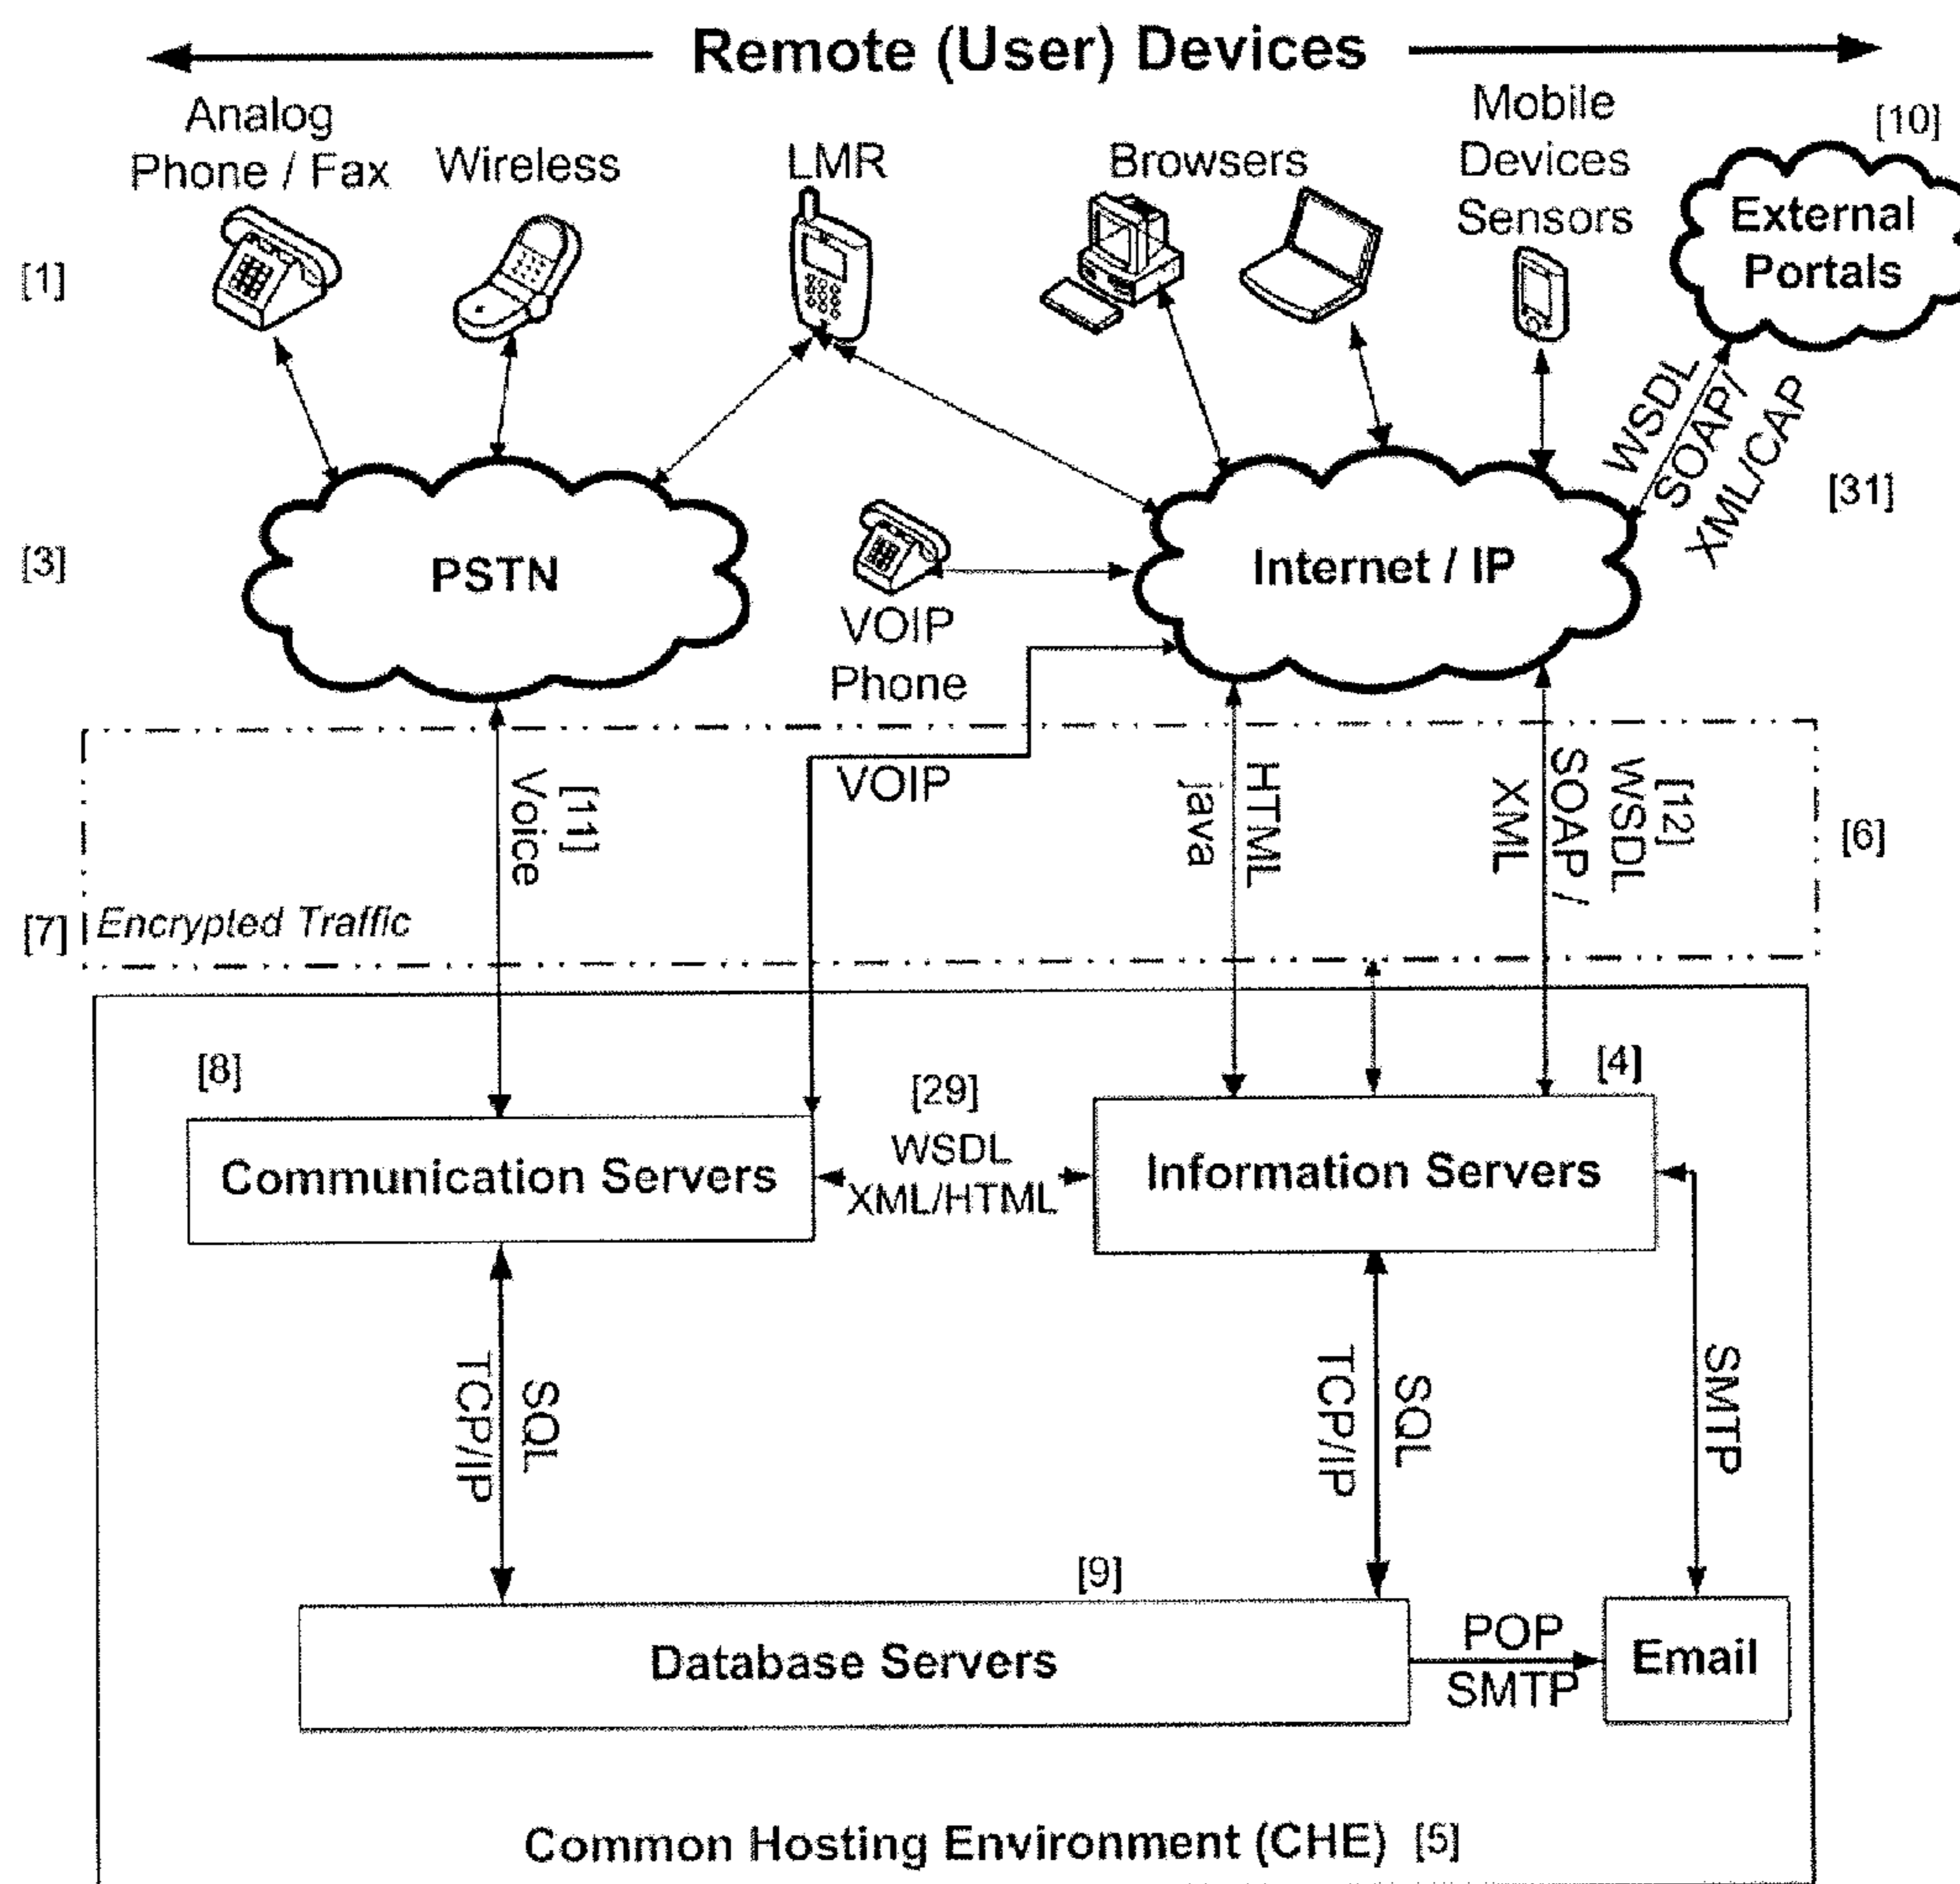 Remote (User) Devices
Analog
Phone / Fax
Wireless
LMR
Browsers
Mobile
Devices
Sensors
[10]
External
Portals
[1]
WSDL
SOAP/
XML/CAP
[31]
[3]
PSTN
Internet / IP
VOIP
Phone
[11]
Voice
VOIP
HTML
java
[12]
WSDL
SOAP /
XML
[6]
[7]
Encrypted Traffic
[8]
[29]
[4]
Communication Servers
WSDL
XML/HTML
Information Servers
SQL
TCP/IP
SQL
TCP/IP
SMTP
[9]
Database Servers
POP
SMTP
Email
Common Hosting Environment (CHE) [5]